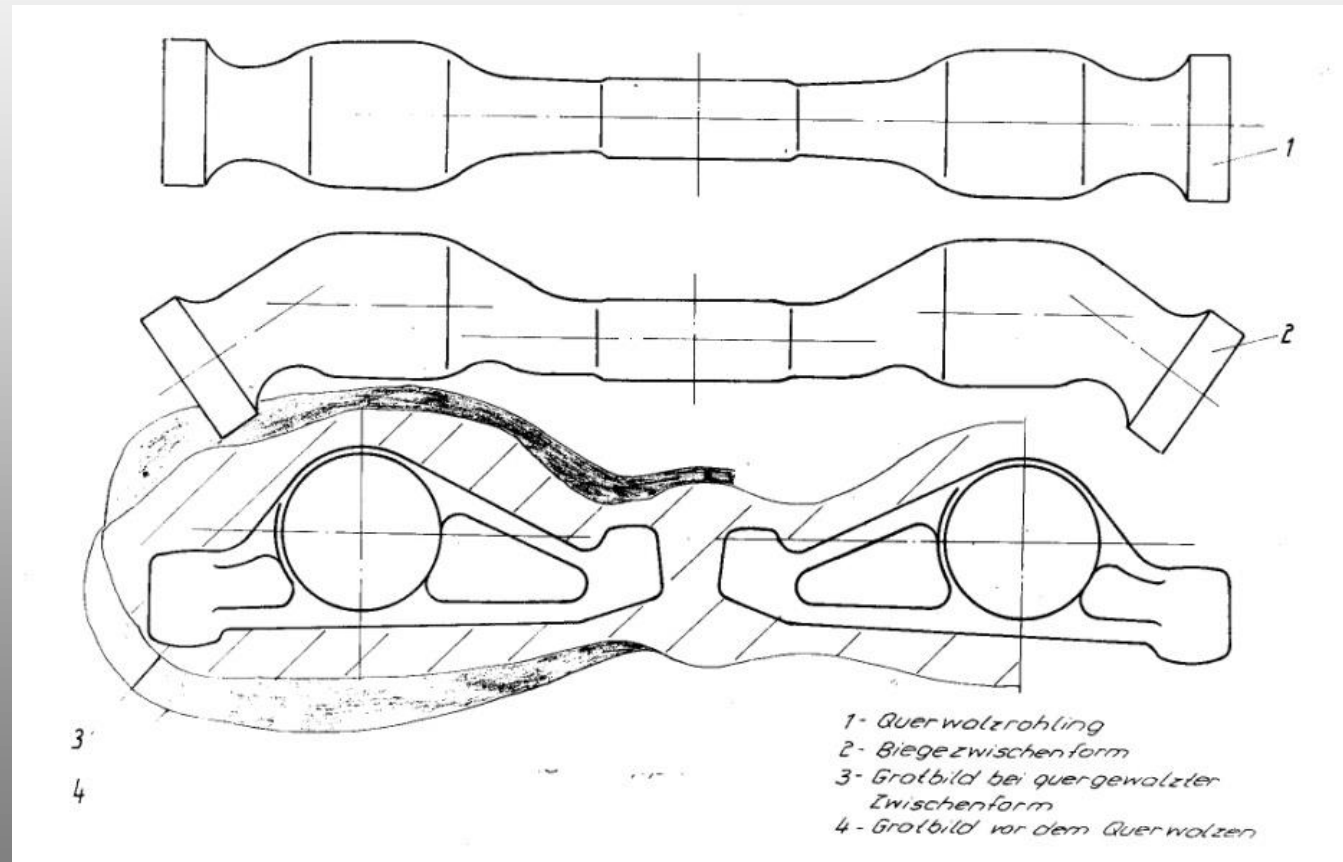 1
2
3
4
1- Querwalzrohling
2- Biegezwischenform
3- Gratbild bei quergewalzter
Zwischenform
4- Gratbild vor dem Querwalzen